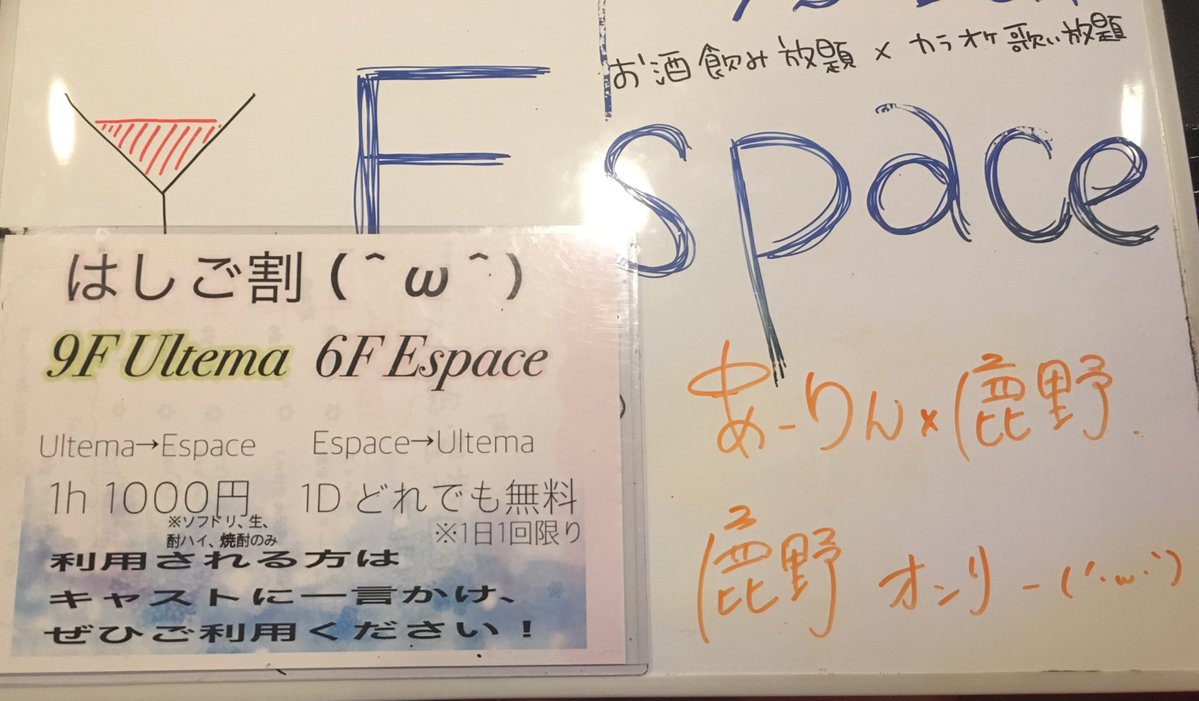 お酒飲み放題×カラオケ歌い放題
Espace
はしご割(＾ω＾)
9F Ultema 6F Espace
Ultema→Espace
1h 1000円
※ソフドリ、生、
酎ハイ、焼酎のみ
Espace→Ultema
1D どれでも無料
※1日1回限り
利用される方は
キャストに一言かけ、
ぜひご利用ください！
あーりん×鹿野.
鹿野オンリー(´・ω・`)